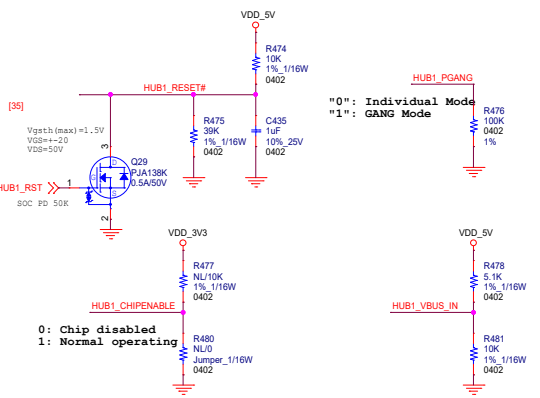 VDD_5V
R474
10K
1%_1/16W
0402
HUB1_RESET#
[35]
R475
39K
1%_1/16W
0402
C435
1uF
10%_25V
0402
Vgsth(max)=1.5V
VGS=+-20
VDS=50V
3
D
G
S
Q29
PJA138K
0.5A/50V
HUB1_RST
1
SOC PD 50K
2
HUB1_PGANG
"0": Individual Mode
"1": GANG Mode
R476
100K
0402
1%
VDD_3V3
R477
NL/10K
1%_1/16W
0402
HUB1_CHIPENABLE
0: Chip disabled
1: Normal operating
R480
NL/0
Jumper_1/16W
0402
VDD_5V
R478
5.1K
1%_1/16W
0402
HUB1_VBUS_IN
R481
10K
1%_1/16W
0402